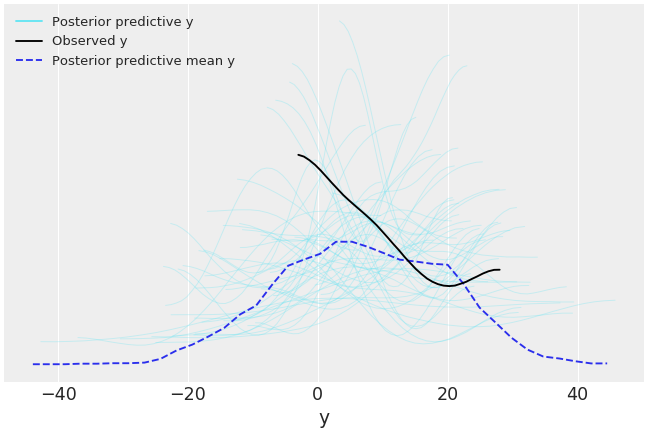 Posterior predictive y
Observed y
Posterior predictive mean y
−40 −20 0 20 40
y